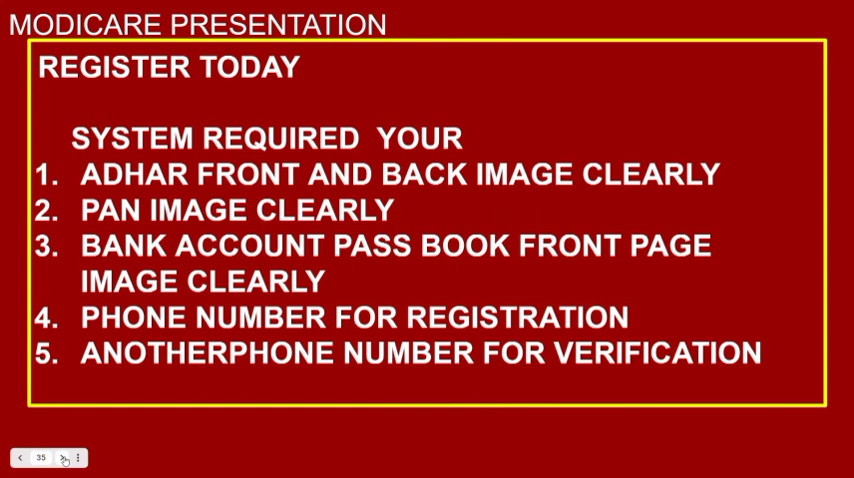 MODICARE PRESENTATION
REGISTER TODAY
SYSTEM REQUIRED YOUR
1. ADHAR FRONT AND BACK IMAGE CLEARLY
2. PAN IMAGE CLEARLY
3. BANK ACCOUNT PASS BOOK FRONT PAGE
IMAGE CLEARLY
4. PHONE NUMBER FOR REGISTRATION
5. ANOTHERPHONE NUMBER FOR VERIFICATION
35